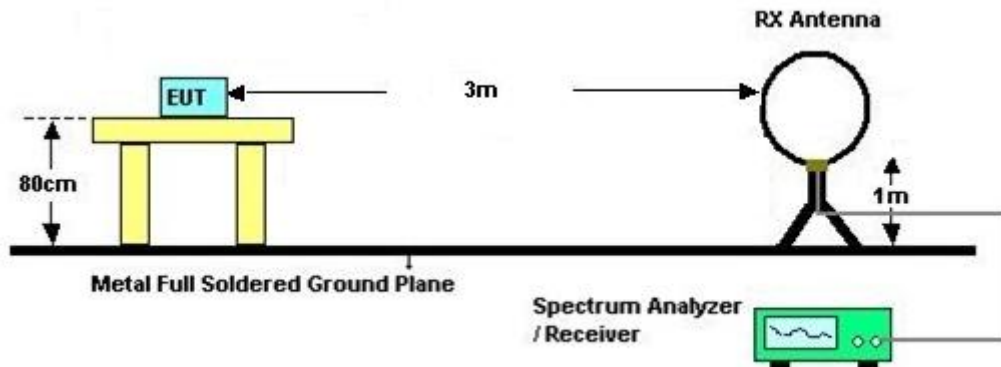 RX Antenna
EUT
3m
80cm
1m
Metal Full Soldered Ground Plane
Spectrum Analyzer
/ Receiver